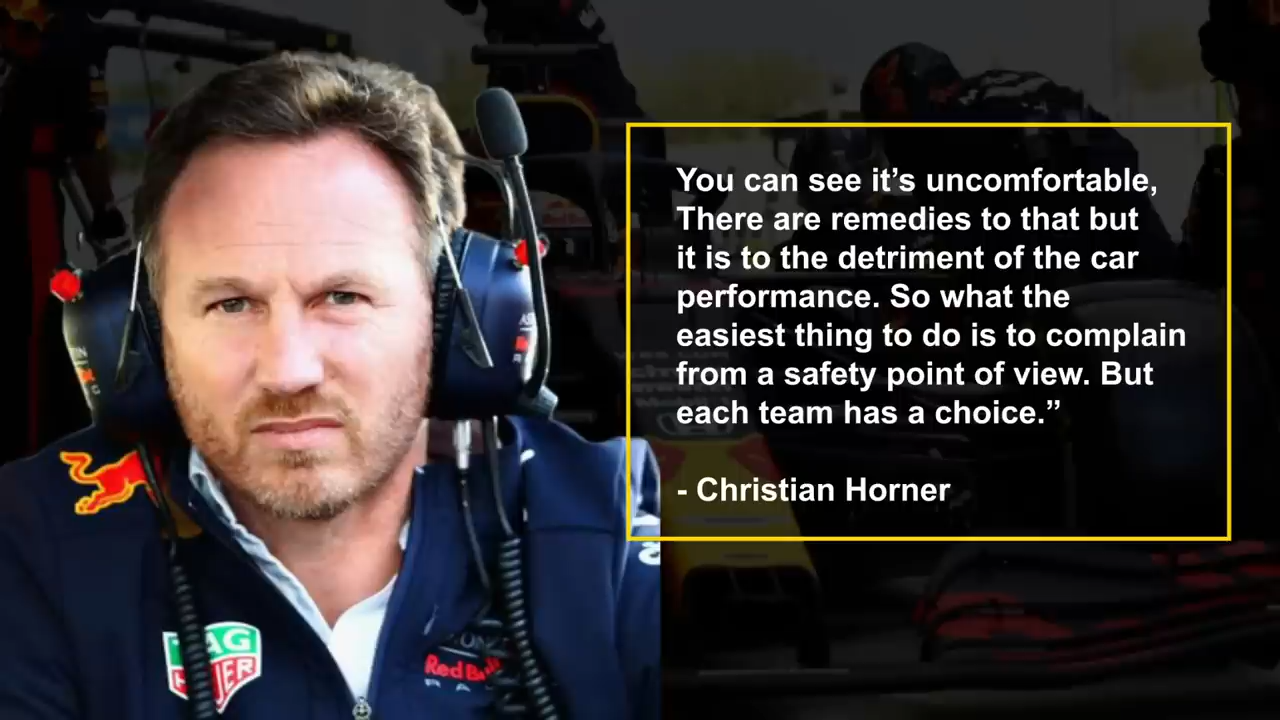 You can see it’s uncomfortable,
There are remedies to that but
it is to the detriment of the car
performance. So what the
easiest thing to do is to complain
from a safety point of view. But
each team has a choice.”
- Christian Horner
TAG
HEUER
Red Bull